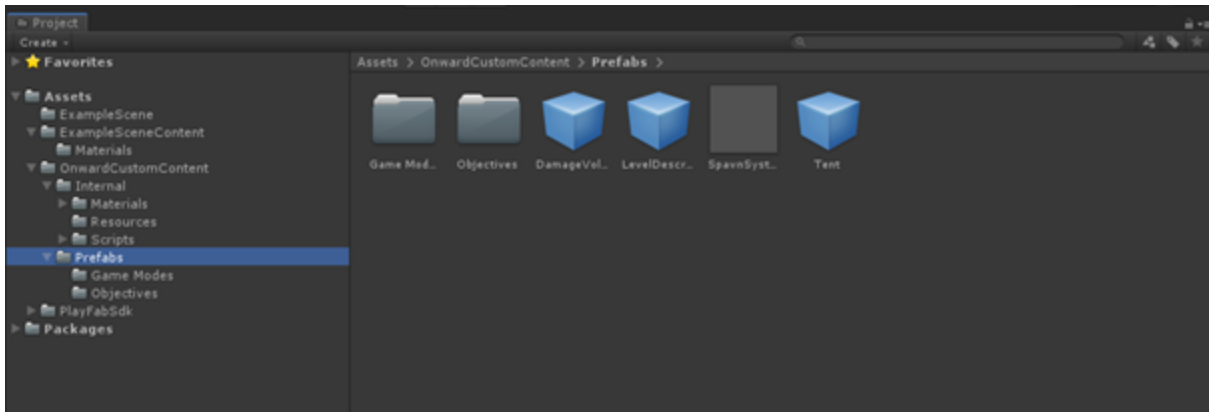 Project
Create
Favorites
Assets > OnwardCustomContent > Prefabs >
Assets
ExampleScene
ExampleSceneContent
Materials
OnwardCustomContent
Internal
Materials
Resources
Scripts
Prefabs
Game Modes
Objectives
PlayFabSdk
Packages
Game Mod...
Objectives
DamageVol...
LevelDescr...
SpawnSyst...
Tent